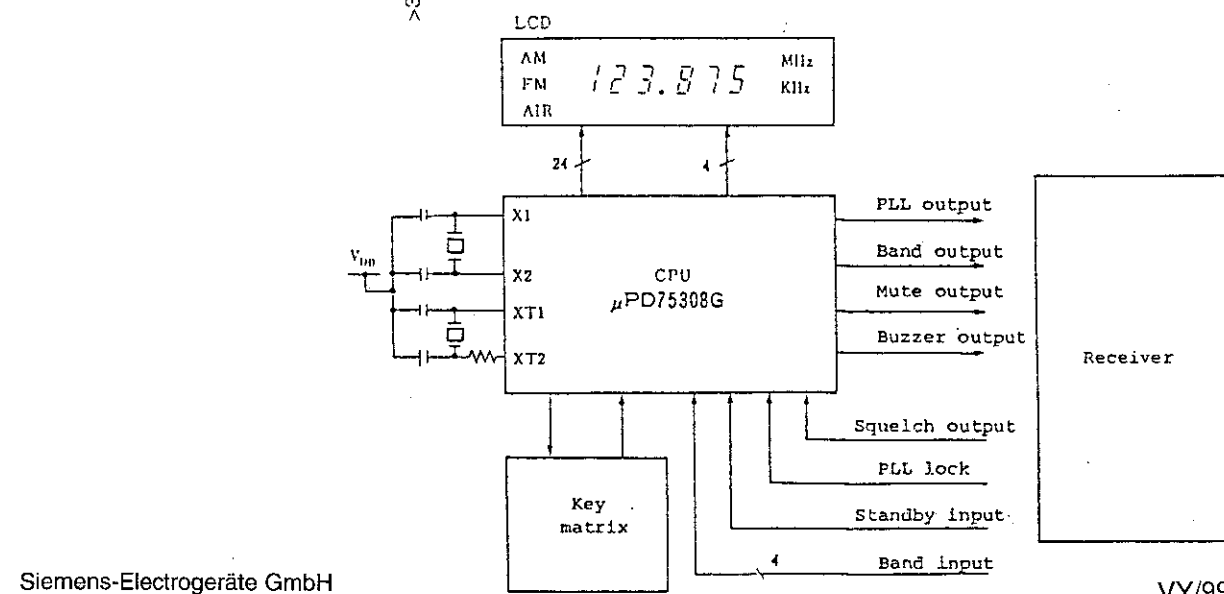 LCD
AM
FM
AIR
123.875
MHz
KHz
24
4
X1
X2
XT1
XT2
V_DD
CPU
μPD75308G
PLL output
Band output
Mute output
Buzzer output
Receiver
Squelch output
PLL lock
Standby input
4
Band input
Key
matrix
Siemens-Electrogeräte GmbH